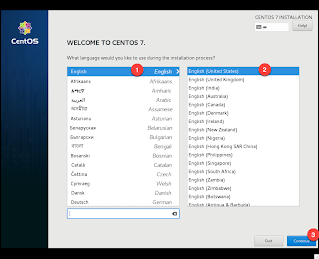 CENTOS 7 INSTALLATION
Help!
CentOS
WELCOME TO CENTOS 7.
What language would you like to use during the installation process?
English English 1
Afrikaans Afrikaans
አማርኛ Amharic
العربية Arabic
অসমীয়া Assamese
Asturianu Asturian
Беларуская Belarusian
Български Bulgarian
বাংলা Bengali
Bosanski Bosnian
Català Catalan
Čeština Czech
Cymraeg Welsh
Dansk Danish
Deutsch German
English (United States) 2
English (United Kingdom)
English (India)
English (Australia)
English (Canada)
English (Denmark)
English (Ireland)
English (New Zealand)
English (Nigeria)
English (Hong Kong SAR China)
English (Philippines)
English (Singapore)
English (South Africa)
English (Zambia)
English (Zimbabwe)
English (Botswana)
English (Antigua & Barbuda)
Quit
Continue 3